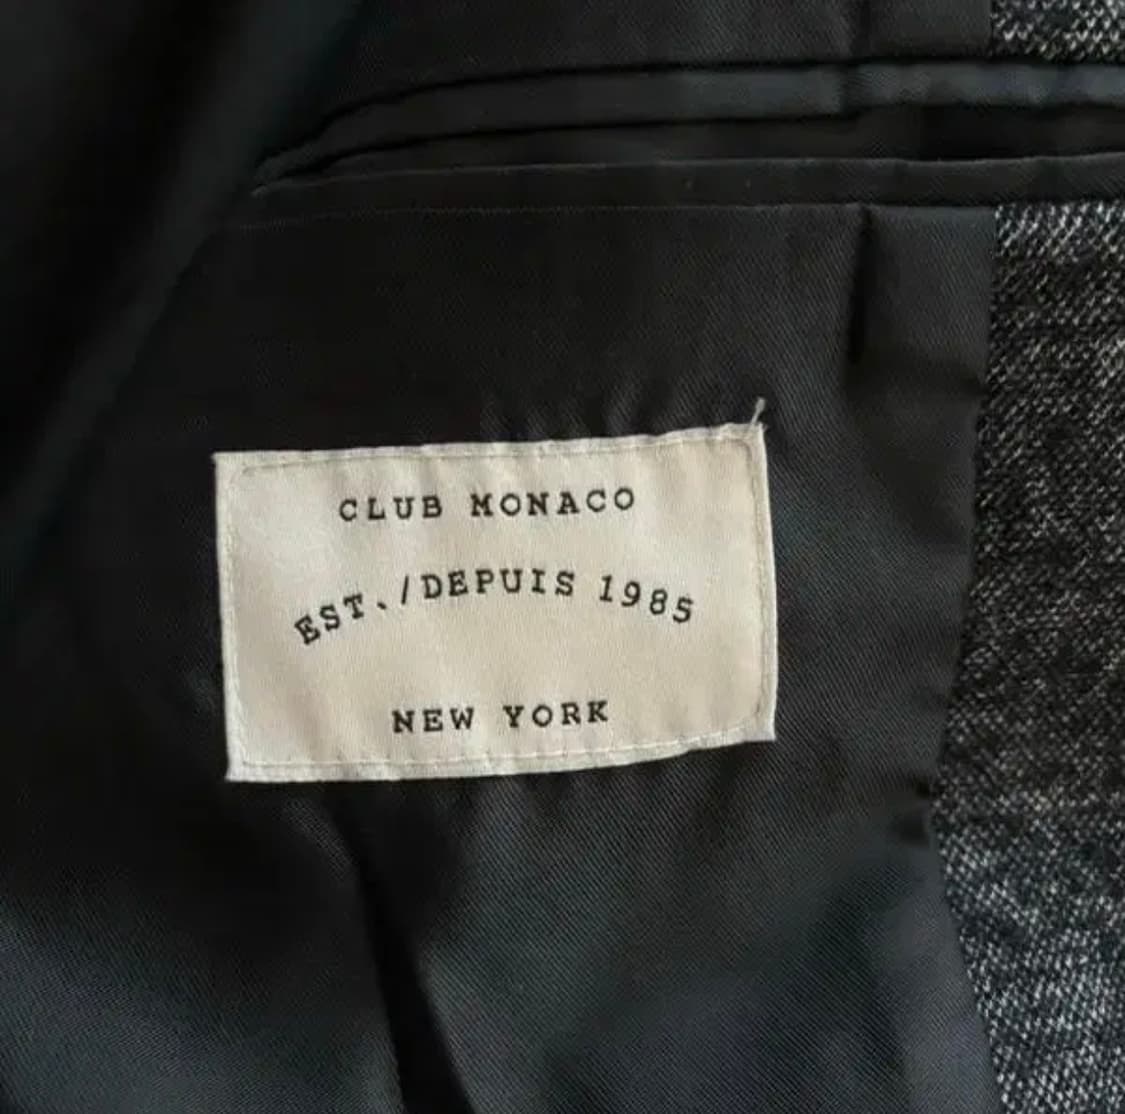 CLUB MONACO
EST./DEPUIS 1985
NEW YORK